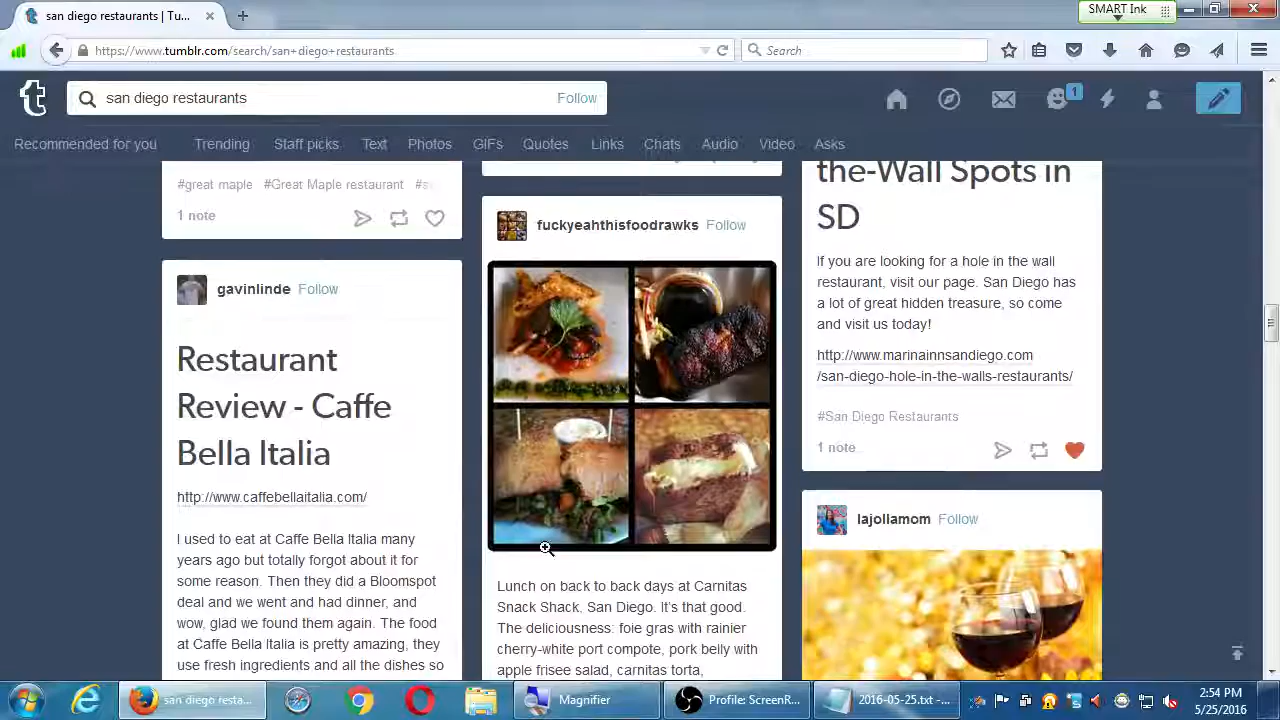 san diego restaurants | Tu...
SMART Ink
https://www.tumblr.com/search/san+diego+restaurants
Search
san diego restaurants
Follow
1
Recommended for you
Trending
Staff picks
Text
Photos
GIFs
Quotes
Links
Chats
Audio
Video
Asks
#great maple #Great Maple restaurant
1 note
gavinlinde Follow
Restaurant
Review - Caffe
Bella Italia
http://www.caffebellaitalia.com/
I used to eat at Caffe Bella Italia many
years ago but totally forgot about it for
some reason. Then they did a Bloomspot
deal and we went and had dinner, and
wow, glad we found them again. The food
at Caffe Bella Italia is pretty amazing, they
use fresh ingredients and all the dishes so
fuckyeahthisfoodrawks Follow
Lunch on back to back days at Carnitas
Snack Shack, San Diego. It's that good.
The deliciousness: foie gras with rainier
cherry-white port compote, pork belly with
apple frisee salad, carnitas torta,
the-Wall Spots in
SD
If you are looking for a hole in the wall
restaurant, visit our page. San Diego has
a lot of great hidden treasure, so come
and visit us today!
http://www.marinainnsandiego.com
/san-diego-hole-in-the-walls-restaurants/
#San Diego Restaurants
1 note
lajollamom Follow
san diego resta...
Magnifier
Profile: ScreenR...
2016-05-25.txt -...
2:54 PM
5/25/2016